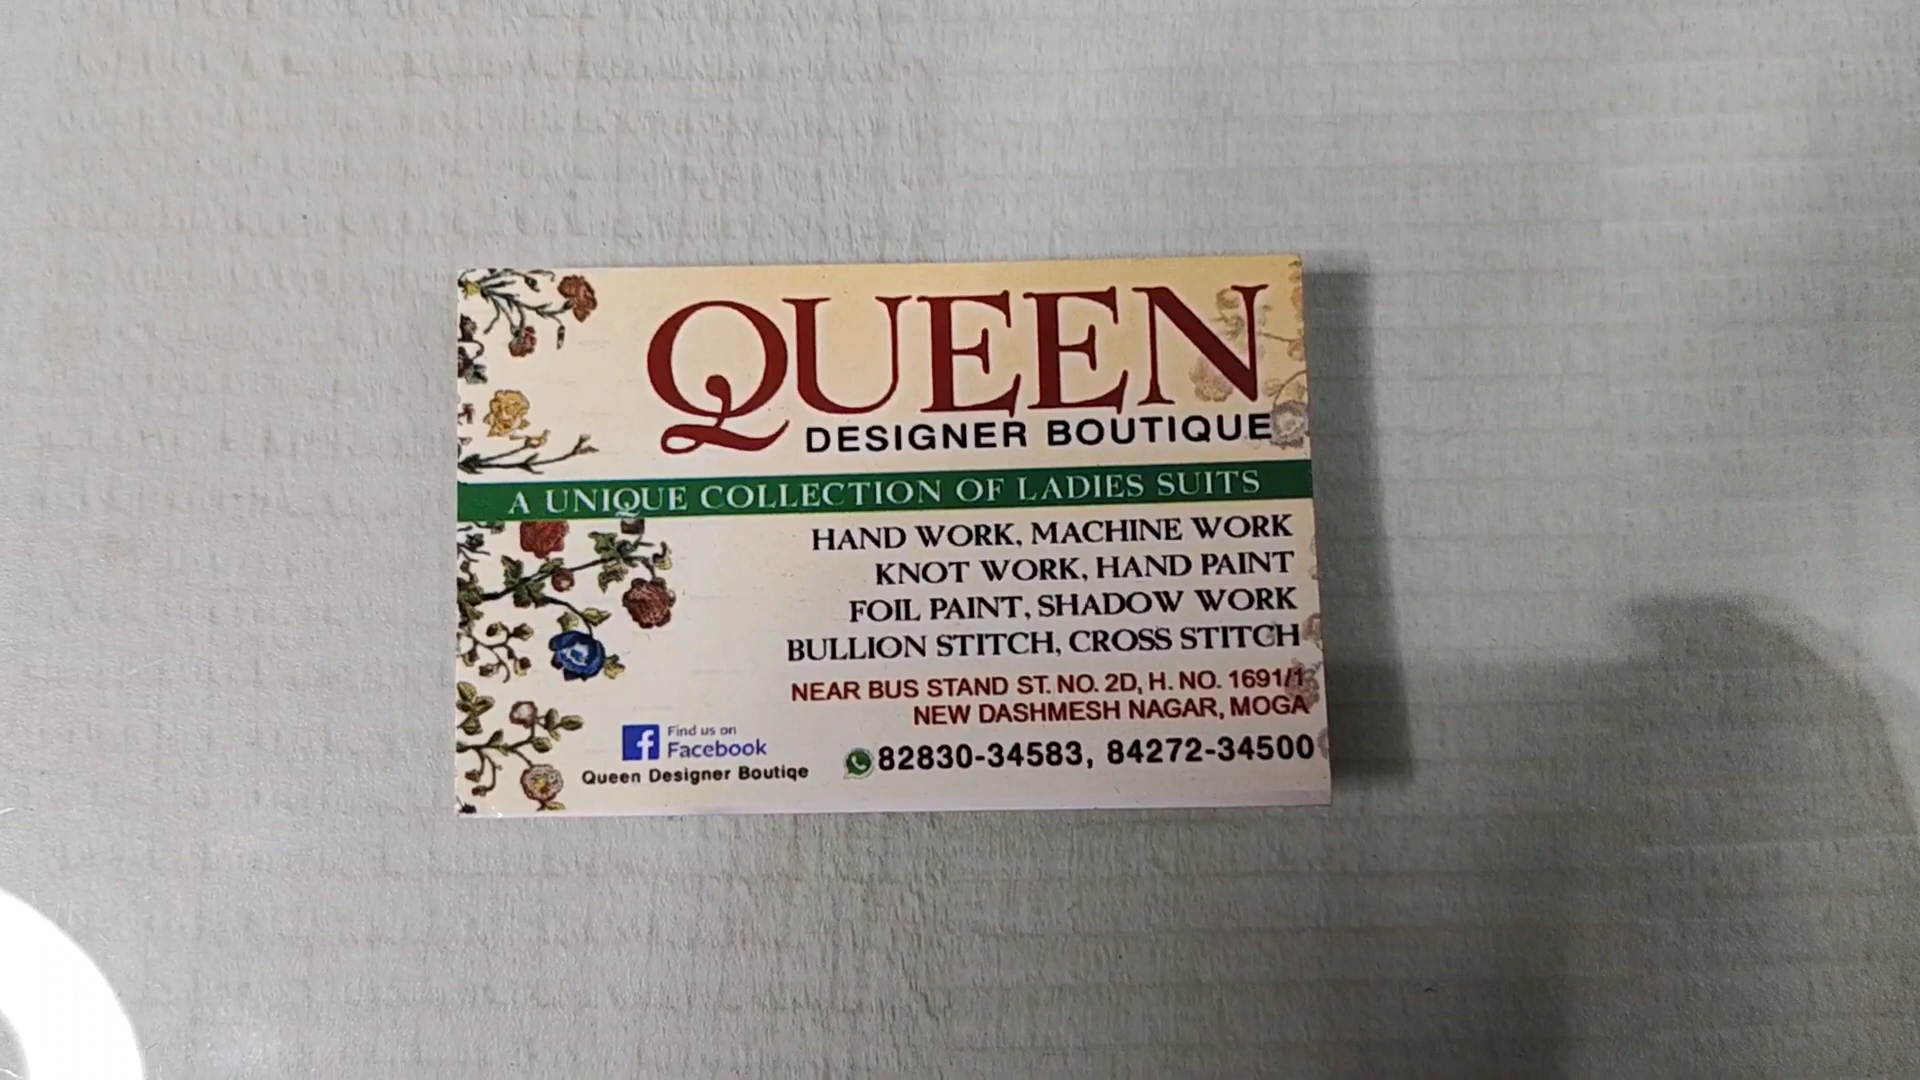 QUEEN
DESIGNER BOUTIQUE
A UNIQUE COLLECTION OF LADIES SUITS
HAND WORK, MACHINE WORK
KNOT WORK, HAND PAINT
FOIL PAINT, SHADOW WORK
BULLION STITCH, CROSS STITCH
NEAR BUS STAND ST. NO. 2D, H. NO. 1691/1
NEW DASHMESH NAGAR, MOGA
Find us on
Facebook
Queen Designer Boutiqe
82830-34583, 84272-34500